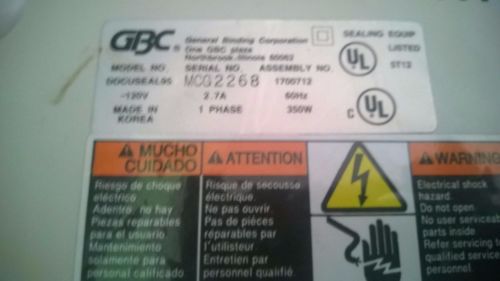 GBC
General Binding Corporation
One GBC plaza
Northbrook, Illinois 60062
SEALING EQUIP
LISTED
5T12
UL
MODEL NO. SERIAL NO. ASSEMBLY NO.
DOCUSEAL95 MCG2268 1700712
~120V 2.7A 60Hz
MADE IN KOREA 1 PHASE 350W
C UL
MUCHO CUIDADO
Riesgo de choque
eléctrico
Adentro, no hay
Piezas reparables
para el usuario.
Mantenimiento
solamente para
personal calificado
ATTENTION
Risque de secousse
électrique.
Ne pas ouvrir.
Pas de pièces
réparables par
l'utilisateur
Entretien par
personnel qualifié.
WARNING
Electrical shock
hazard.
Do not open.
No user serviceable
parts inside
Refer servicing to
qualified service
personnel.